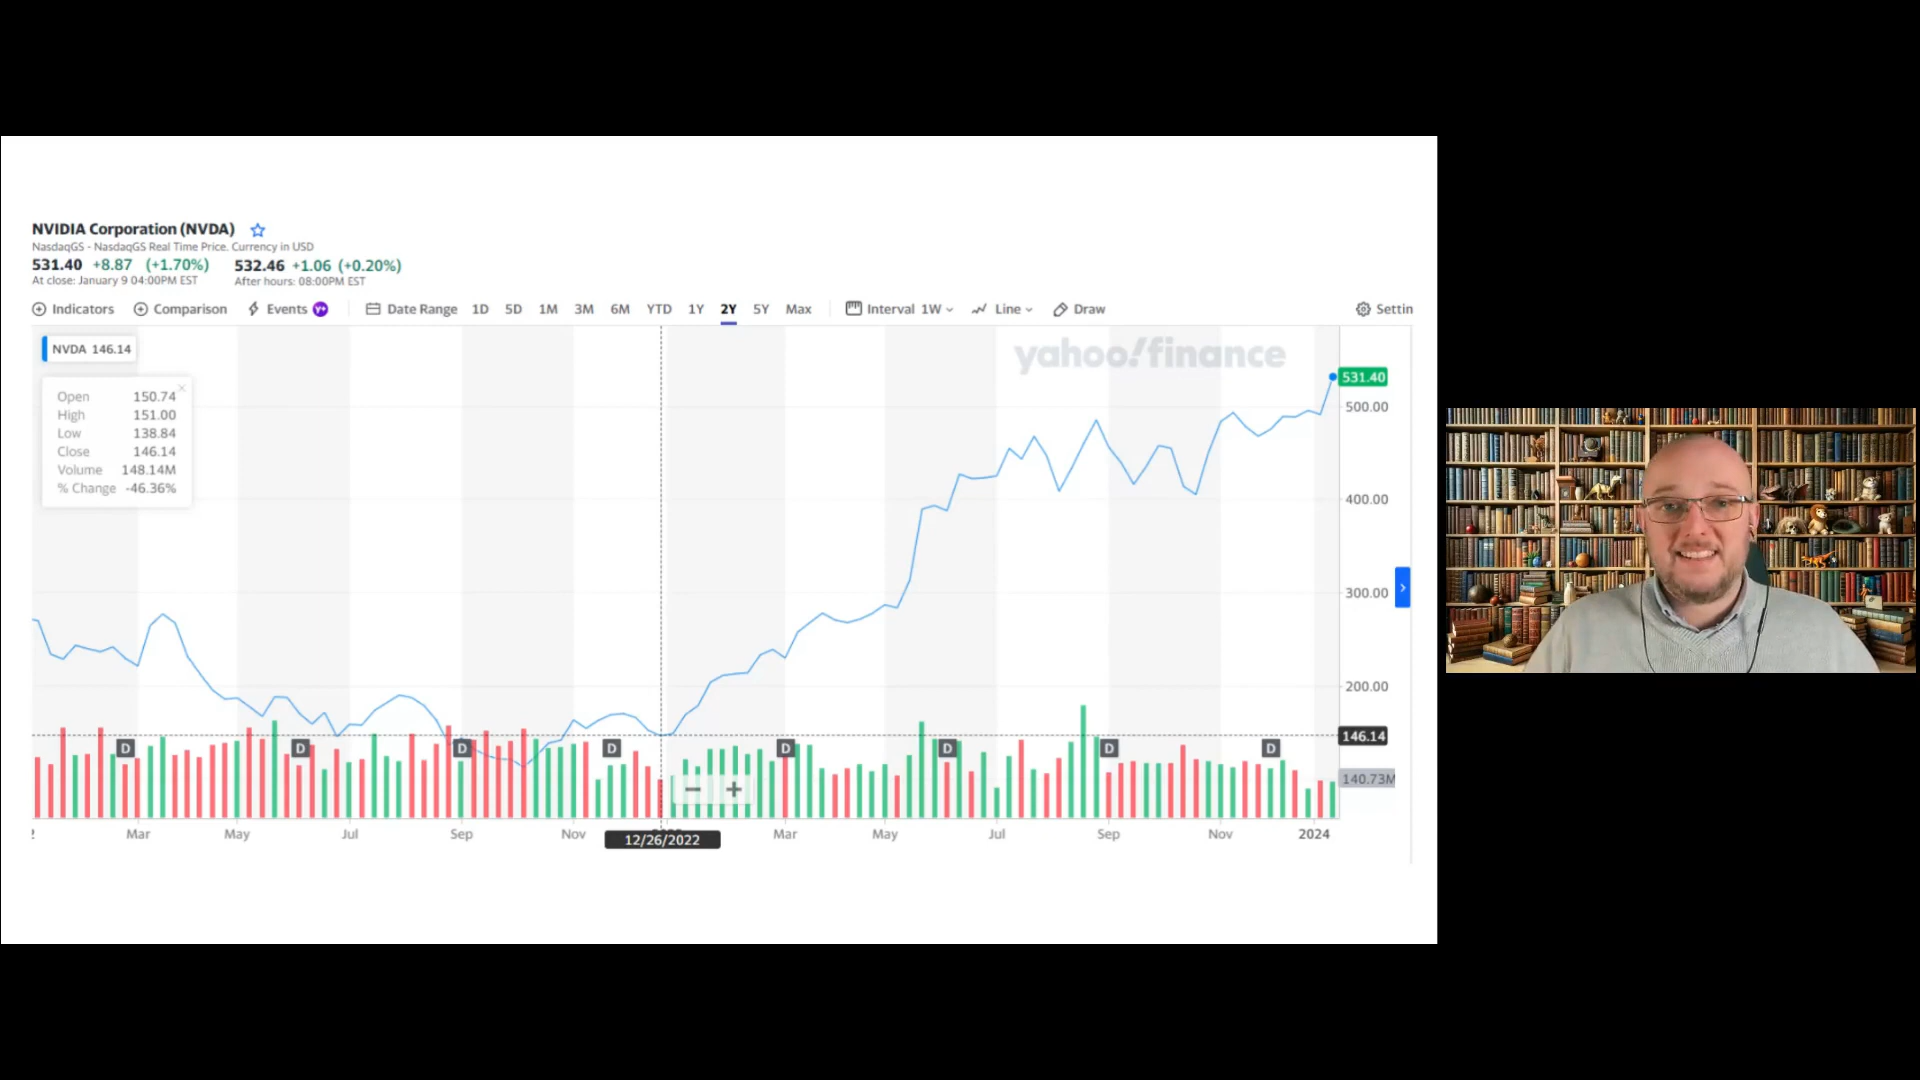 NVIDIA Corporation (NVDA)
NasdaqGS - NasdaqGS Real Time Price. Currency in USD
531.40 +8.87 (+1.70%) 532.46 +1.06 (+0.20%)
At close: January 9 04:00PM EST After hours: 08:00PM EST
Indicators Comparison Events Y+ Date Range 1D 5D 1M 3M 6M YTD 1Y 2Y 5Y Max Interval 1W Line Draw Settin
NVDA 146.14
yahoo!finance
Open 150.74
High 151.00
Low 138.84
Close 146.14
Volume 148.14M
% Change -46.36%
531.40
500.00
400.00
300.00
200.00
146.14
D D D D D D D D
140.73M
Mar May Jul Sep Nov Mar May Jul Sep Nov 2024
12/26/2022